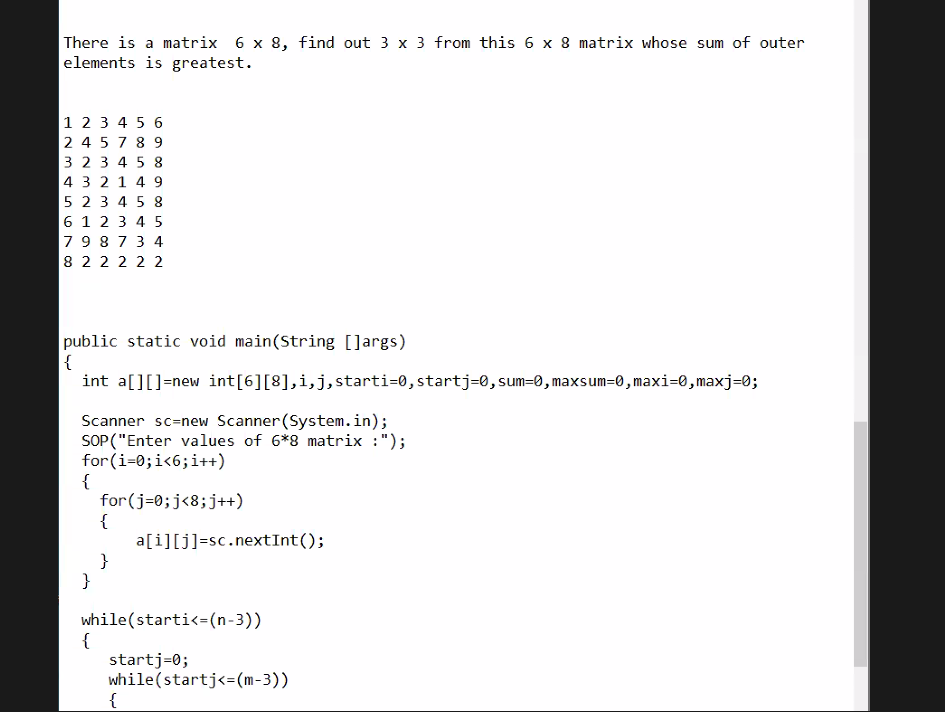 There is a matrix  6 x 8, find out 3 x 3 from this 6 x 8 matrix whose sum of outer
elements is greatest.
1 2 3 4 5 6
2 4 5 7 8 9
3 2 3 4 5 8
4 3 2 1 4 9
5 2 3 4 5 8
6 1 2 3 4 5
7 9 8 7 3 4
8 2 2 2 2 2
public static void main(String []args)
{
  int a[][]=new int[6][8],i,j,starti=0,startj=0,sum=0,maxsum=0,maxi=0,maxj=0;
  Scanner sc=new Scanner(System.in);
  SOP("Enter values of 6*8 matrix :");
  for(i=0;i<6;i++)
  {
    for(j=0;j<8;j++)
    {
        a[i][j]=sc.nextInt();
    }
  }
  while(starti<=(n-3))
  {
     startj=0;
     while(startj<=(m-3))
     {